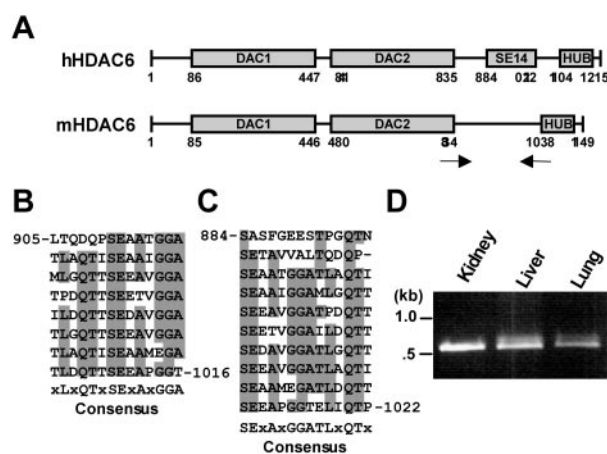 A
hHDAC6
DAC1
DAC2
SE14
HUB
1 86 447 835 884 1215
mHDAC6
DAC1
DAC2
HUB
1 85 446 480 1038
B
905-LTQDQPSEAATGGA
TLAQTISEAAIGGA
MLGQTTSEEAVGGA
TPDQTTSEETVGGA
ILDQTTSEDAVGGA
TLGQTTSEEAVGGA
TLAQTISEAAMEGA
TLDQTTSEEAPGGT-1016
xLxQTxSExAxGGA
Consensus
C
884-SASFGEESTPGQTN
SETAVVALTQDQP-
SEAATGGATLAQTI
SEAAIGGAMLGQTT
SEEAVGGATPDQTT
SEETVGGAILDQTT
SEDAVGGATLGQTT
SEEAVGGATLAQTI
SEAAMEGATLDQTT
SEEAPGGTELIQTP-1022
SExAxGGATLxQTx
Consensus
D
Kidney
Liver
Lung
(kb)
1.0
.5